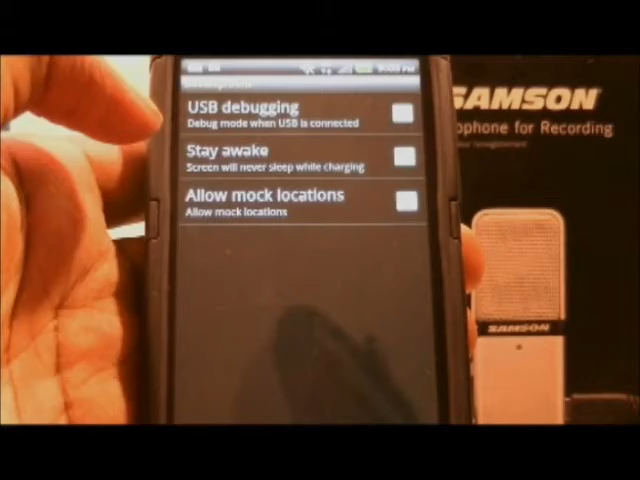 USB debugging
Debug mode when USB is connected
Stay awake
Screen will never sleep while charging
Allow mock locations
Allow mock locations
SAMSON
ophone for Recording
SAMSON